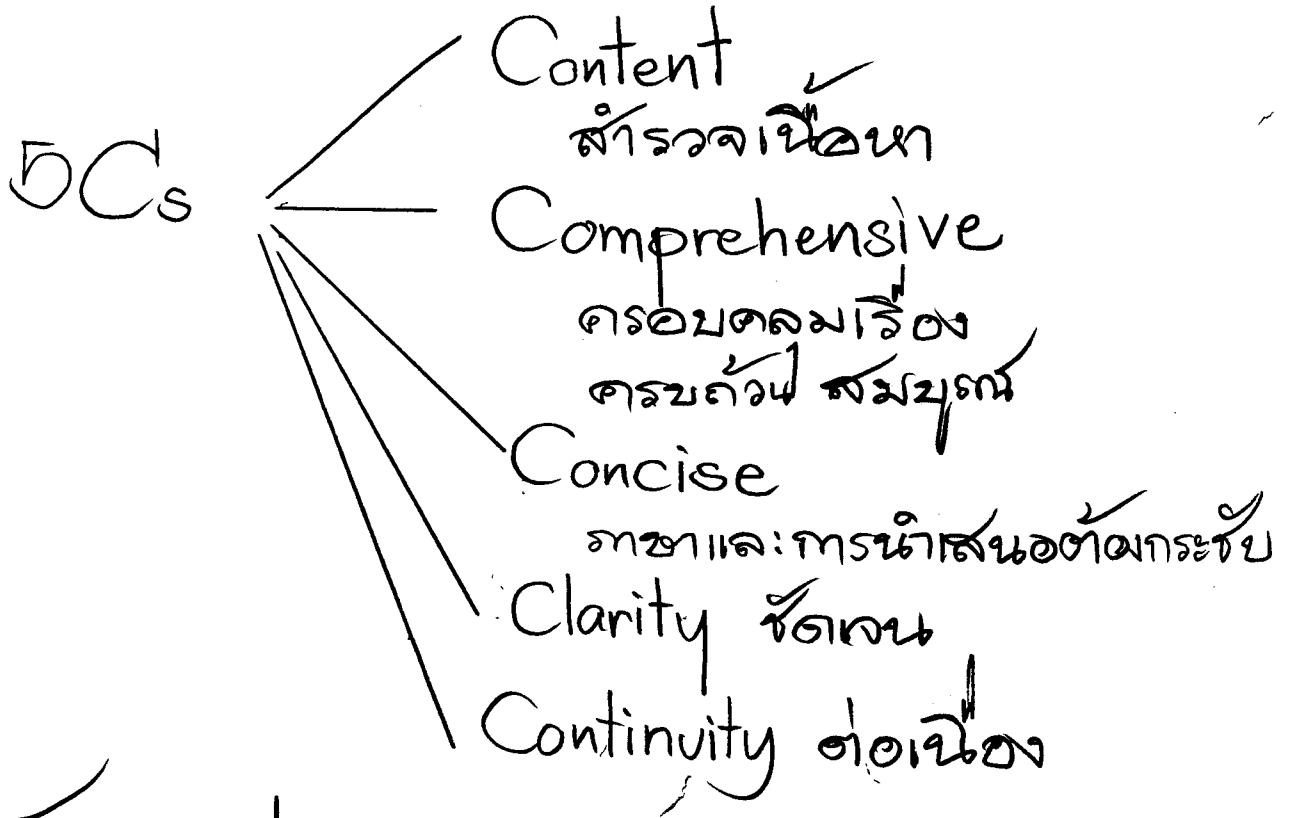 5Cs
Content
สำรวจเนื้อหา
Comprehensive
ครอบคลุมเรื่อง
ครบถ้วน สมบูรณ์
Concise
ภาษาและการนำเสนอต้องกระชับ
Clarity ชัดเจน
Continuity ต่อเนื่อง